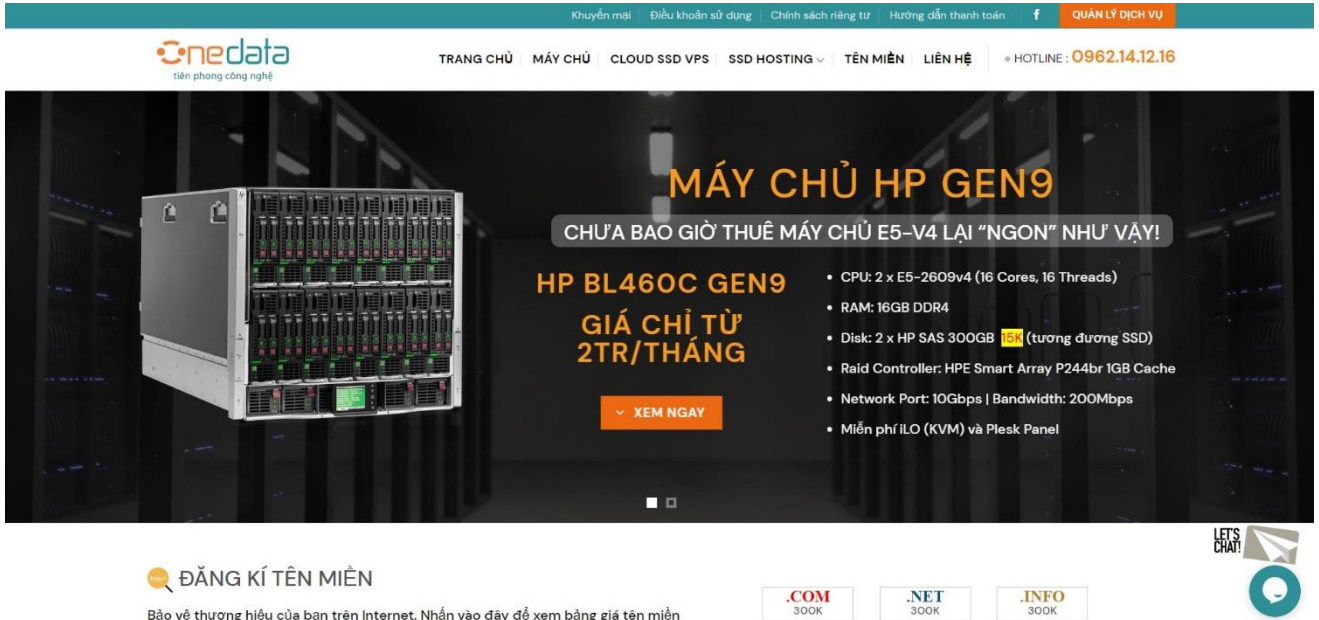 Khuyến mại Điều khoản sử dụng Chính sách riêng tư Hướng dẫn thanh toán f QUẢN LÝ DỊCH VỤ
onedata
tiên phong công nghệ
TRANG CHỦ MÁY CHỦ CLOUD SSD VPS SSD HOSTING TÊN MIỀN LIÊN HỆ HOTLINE : 0962.14.12.16
MÁY CHỦ HP GEN9
CHƯA BAO GIỜ THUÊ MÁY CHỦ E5-V4 LẠI “NGON” NHƯ VẬY!
HP BL460C GEN9
GIÁ CHỈ TỪ
2TR/THÁNG
XEM NGAY
• CPU: 2 x E5-2609v4 (16 Cores, 16 Threads)
• RAM: 16GB DDR4
• Disk: 2 x HP SAS 300GB 15K (tương đương SSD)
• Raid Controller: HPE Smart Array P244br 1GB Cache
• Network Port: 10Gbps | Bandwidth: 200Mbps
• Miễn phí iLO (KVM) và Plesk Panel
LET'S
CHAT!
ĐĂNG KÍ TÊN MIỀN
Bảo vệ thương hiệu của bạn trên Internet. Nhấn vào đây để xem bảng giá tên miền
.COM
300K
.NET
300K
.INFO
300K